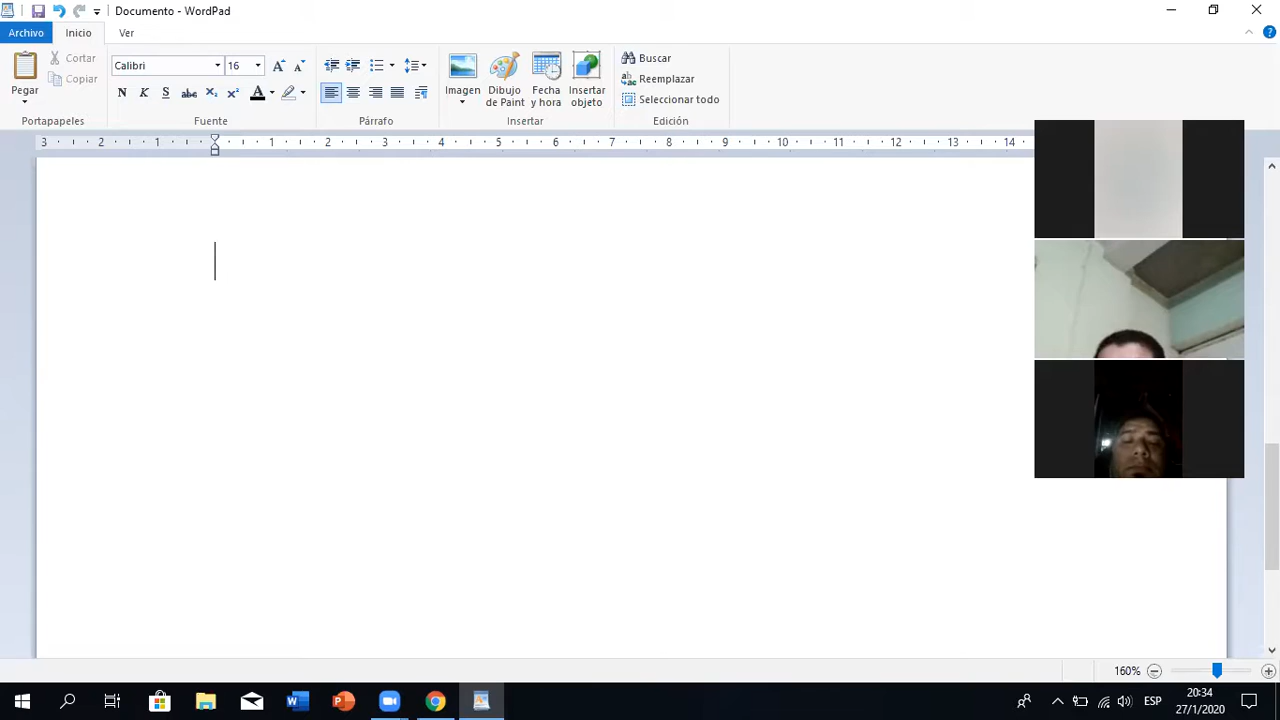 Documento - WordPad
Archivo Inicio Ver
Pegar
Cortar
Copiar
Portapapeles
Calibri 16
N K S abc X₂ X² A
Fuente
Párrafo
Imagen
Dibujo de Paint
Fecha y hora
Insertar objeto
Insertar
Buscar
Reemplazar
Seleccionar todo
Edición
3 2 1 1 2 3 4 5 6 7 8 9 10 11 12 13 14
160%
ESP
20:34
27/1/2020